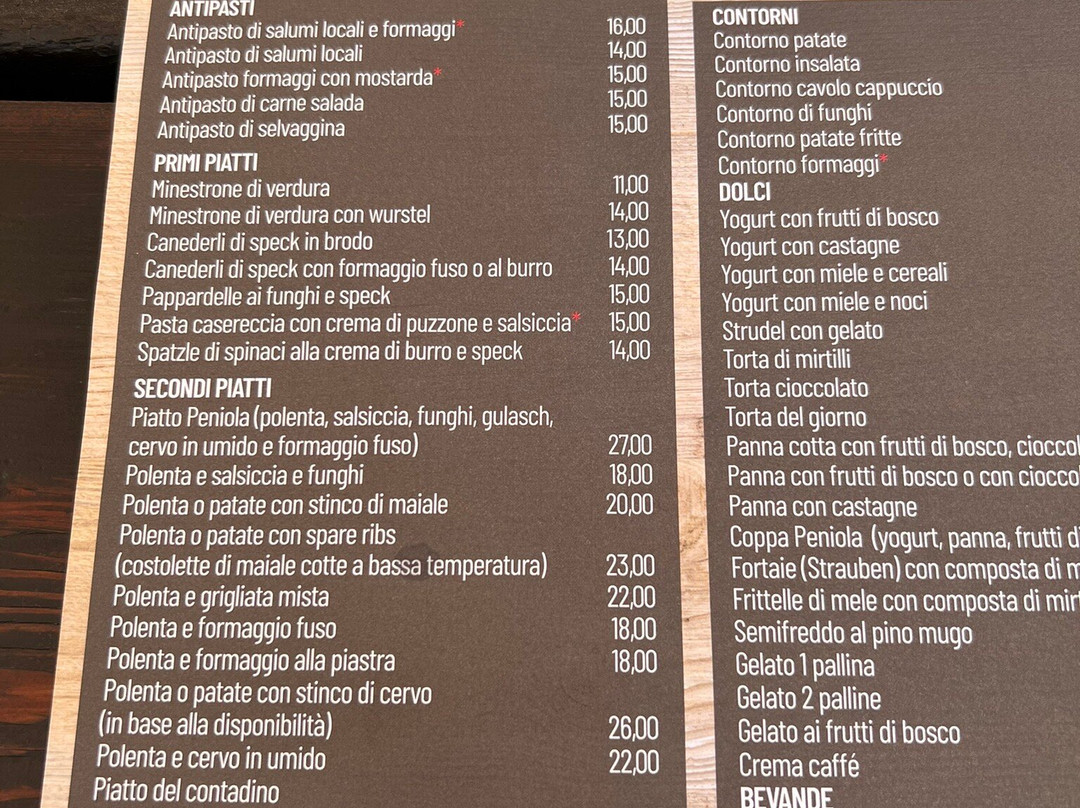 ANTIPASTI
Antipasto di salumi locali e formaggi* 16,00
Antipasto di salumi locali 14,00
Antipasto formaggi con mostarda* 15,00
Antipasto di carne salada 15,00
Antipasto di selvaggina 15,00
PRIMI PIATTI
Minestrone di verdura 11,00
Minestrone di verdura con wurstel 14,00
Canederli di speck in brodo 13,00
Canederli di speck con formaggio fuso o al burro 14,00
Pappardelle ai funghi e speck 15,00
Pasta casereccia con crema di puzzone e salsiccia* 15,00
Spatzle di spinaci alla crema di burro e speck 14,00
SECONDI PIATTI
Piatto Peniola (polenta, salsiccia, funghi, gulasch,
cervo in umido e formaggio fuso) 27,00
Polenta e salsiccia e funghi 18,00
Polenta o patate con stinco di maiale 20,00
Polenta o patate con spare ribs
(costolette di maiale cotte a bassa temperatura) 23,00
Polenta e grigliata mista 22,00
Polenta e formaggio fuso 18,00
Polenta e formaggio alla piastra 18,00
Polenta o patate con stinco di cervo
(in base alla disponibilità) 26,00
Polenta e cervo in umido 22,00
Piatto del contadino
CONTORNI
Contorno patate
Contorno insalata
Contorno cavolo cappuccio
Contorno di funghi
Contorno patate fritte
Contorno formaggi*
DOLCI
Yogurt con frutti di bosco
Yogurt con castagne
Yogurt con miele e cereali
Yogurt con miele e noci
Strudel con gelato
Torta di mirtilli
Torta cioccolato
Torta del giorno
Panna cotta con frutti di bosco, cioccol
Panna con frutti di bosco o con cioccol
Panna con castagne
Coppa Peniola (yogurt, panna, frutti d
Fortaie (Strauben) con composta di m
Frittelle di mele con composta di mirt
Semifreddo al pino mugo
Gelato 1 pallina
Gelato 2 palline
Gelato ai frutti di bosco
Crema caffé
BEVANDE